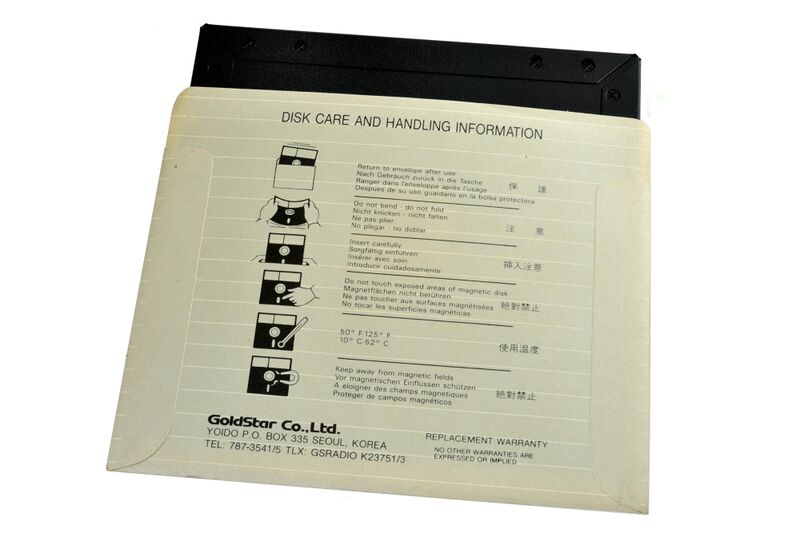 DISK CARE AND HANDLING INFORMATION
Return to envelope after use
Nach Gebrauch zurück in die Tasche
Ranger dans l'enveloppe après l'usage
Despues de su uso guardarlo en la bolsa protectora
保 護
Do not bend - do not fold
Nicht knicken - nicht falten
Ne pas plier
No plegar - no doblar
注 意
Insert carefully
Sorgfältig einführen
Insérer avec soin
Introducir cuidadosamente
挿入注意
Do not touch exposed areas of magnetic disk
Magnetflächen nicht berühren
Ne pas toucher aux surfaces magnétisées
No tocar les superficies magnéticas
絶對禁止
50° F-125° F
10° C-52° C
使用温度
Keep away from magnetic fields
Vor magnetischen Einflüssen schützen
A eloigner des champs magnetiques
Proteger de campos magnéticos
絶對禁止
GoldStar Co.,Ltd.
YOIDO P.O. BOX 335 SEOUL, KOREA
TEL: 787-3541/5 TLX: GSRADIO K23751/3
REPLACEMENT WARRANTY
NO OTHER WARRANTIES ARE
EXPRESSED OR IMPLIED